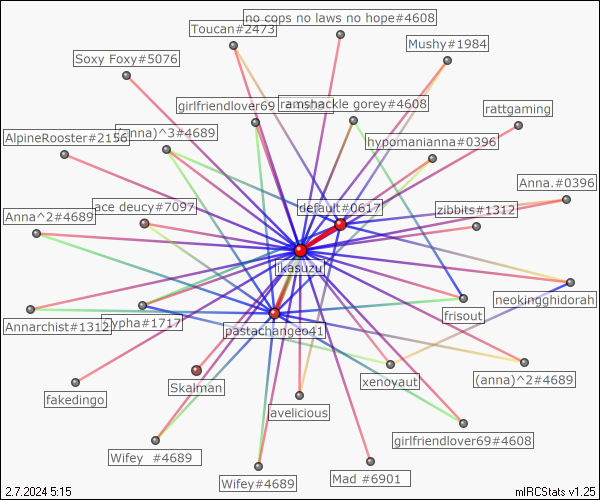 no cops no laws no hope#4608
Toucan#2473
Mushy#1984
Soxy Foxy#5076
girlfriendlover69
ramshackle gorey#4608
rattgaming
AlpineRooster#2156
(anna)^3#4689
hypomanianna#0396
Anna.#0396
ace deucy#7097
default#0617
zibbits#1312
Anna^2#4689
ikasuzu
neokingghidorah
frisout
Annarchist#1312
hypha#1717
pastachange041
Skalman
xenoyaut
(anna)^2#4689
fakedingo
avelicious
girlfriendlover69#4608
Wifey #4689
Wifey#4689
Mad #6901
2.7.2024 5:15
mIRCStats v1.25